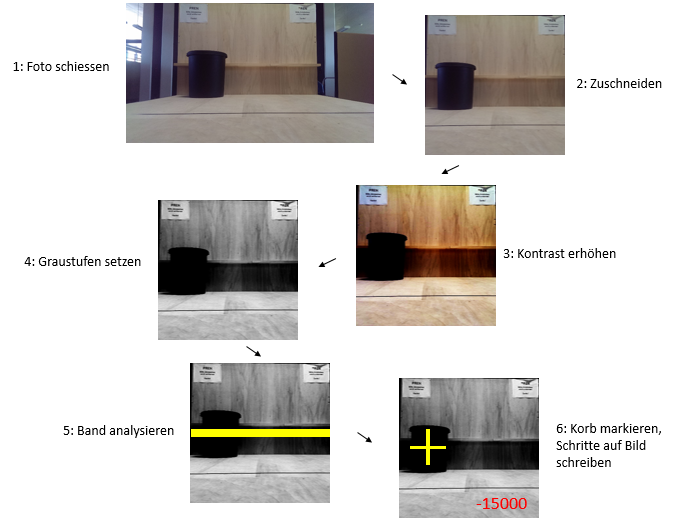 1: Foto schiessen
2: Zuschneiden
3: Kontrast erhöhen
4: Graustufen setzen
5: Band analysieren
6: Korb markieren,
Schritte auf Bild
schreiben
-15000